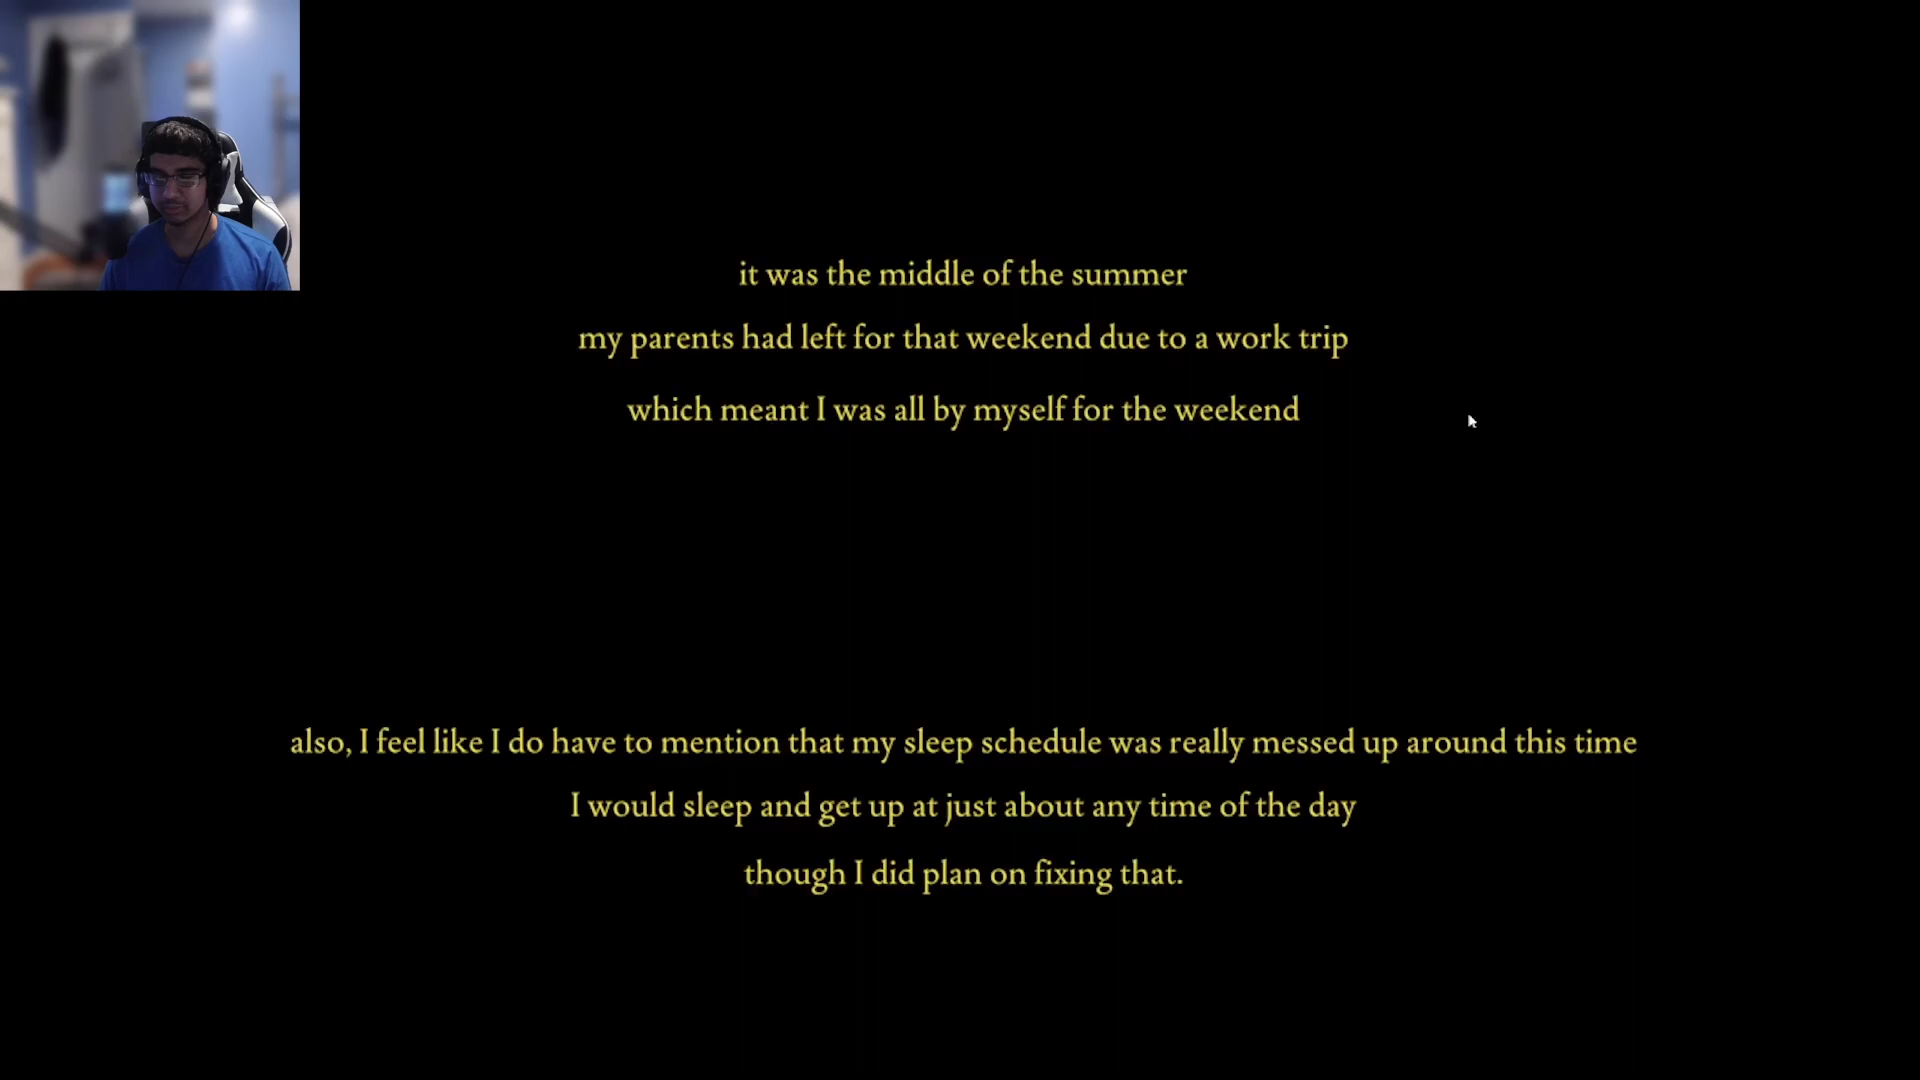 it was the middle of the summer
my parents had left for that weekend due to a work trip
which meant I was all by myself for the weekend
also, I feel like I do have to mention that my sleep schedule was really messed up around this time
I would sleep and get up at just about any time of the day
though I did plan on fixing that.